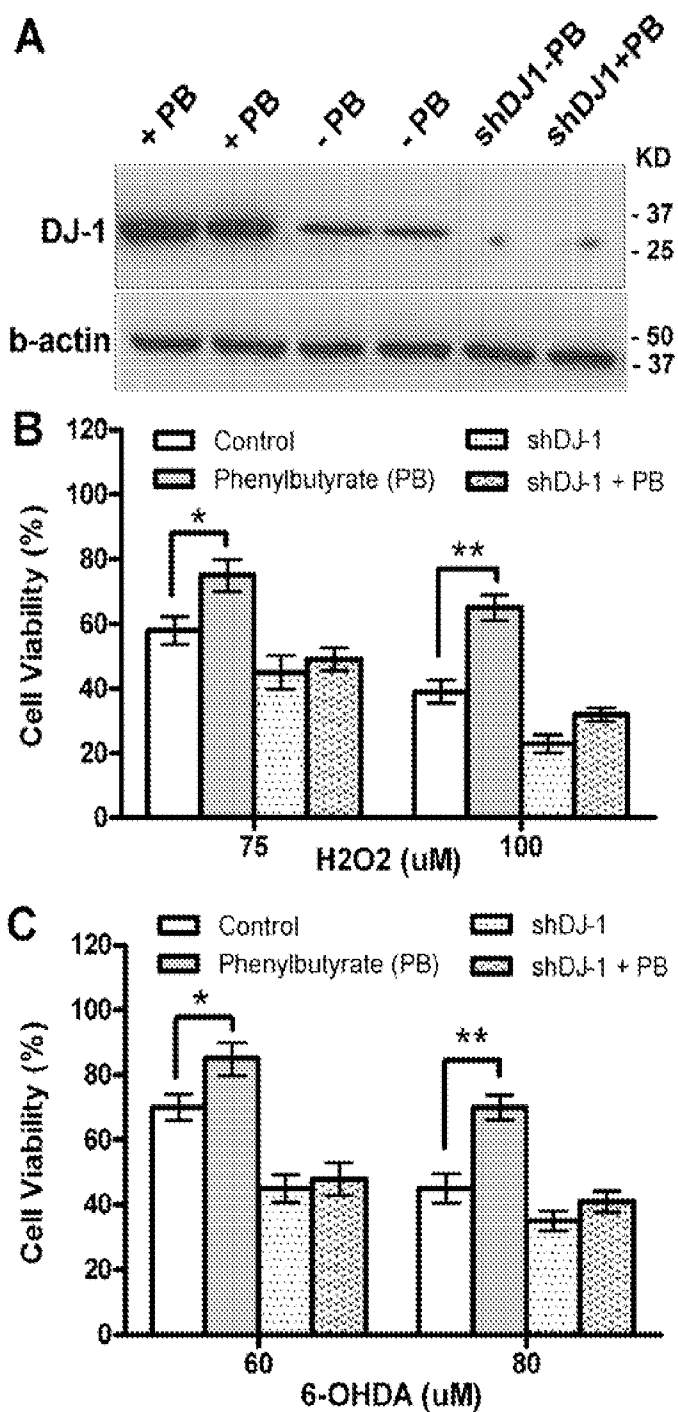 A
+ PB + PB - PB - PB shDJ1-PB shDJ1+PB
KD
DJ-1
- 37
- 25
b-actin
- 50
- 37
B
Control
shDJ-1
Phenylbutyrate (PB)
shDJ-1 + PB
*
**
Cell Viability (%)
120
100
80
60
40
20
0
75
100
H2O2 (uM)
C
Control
shDJ-1
Phenylbutyrate (PB)
shDJ-1 + PB
*
**
Cell Viability (%)
120
100
80
60
40
20
0
60
80
6-OHDA (uM)